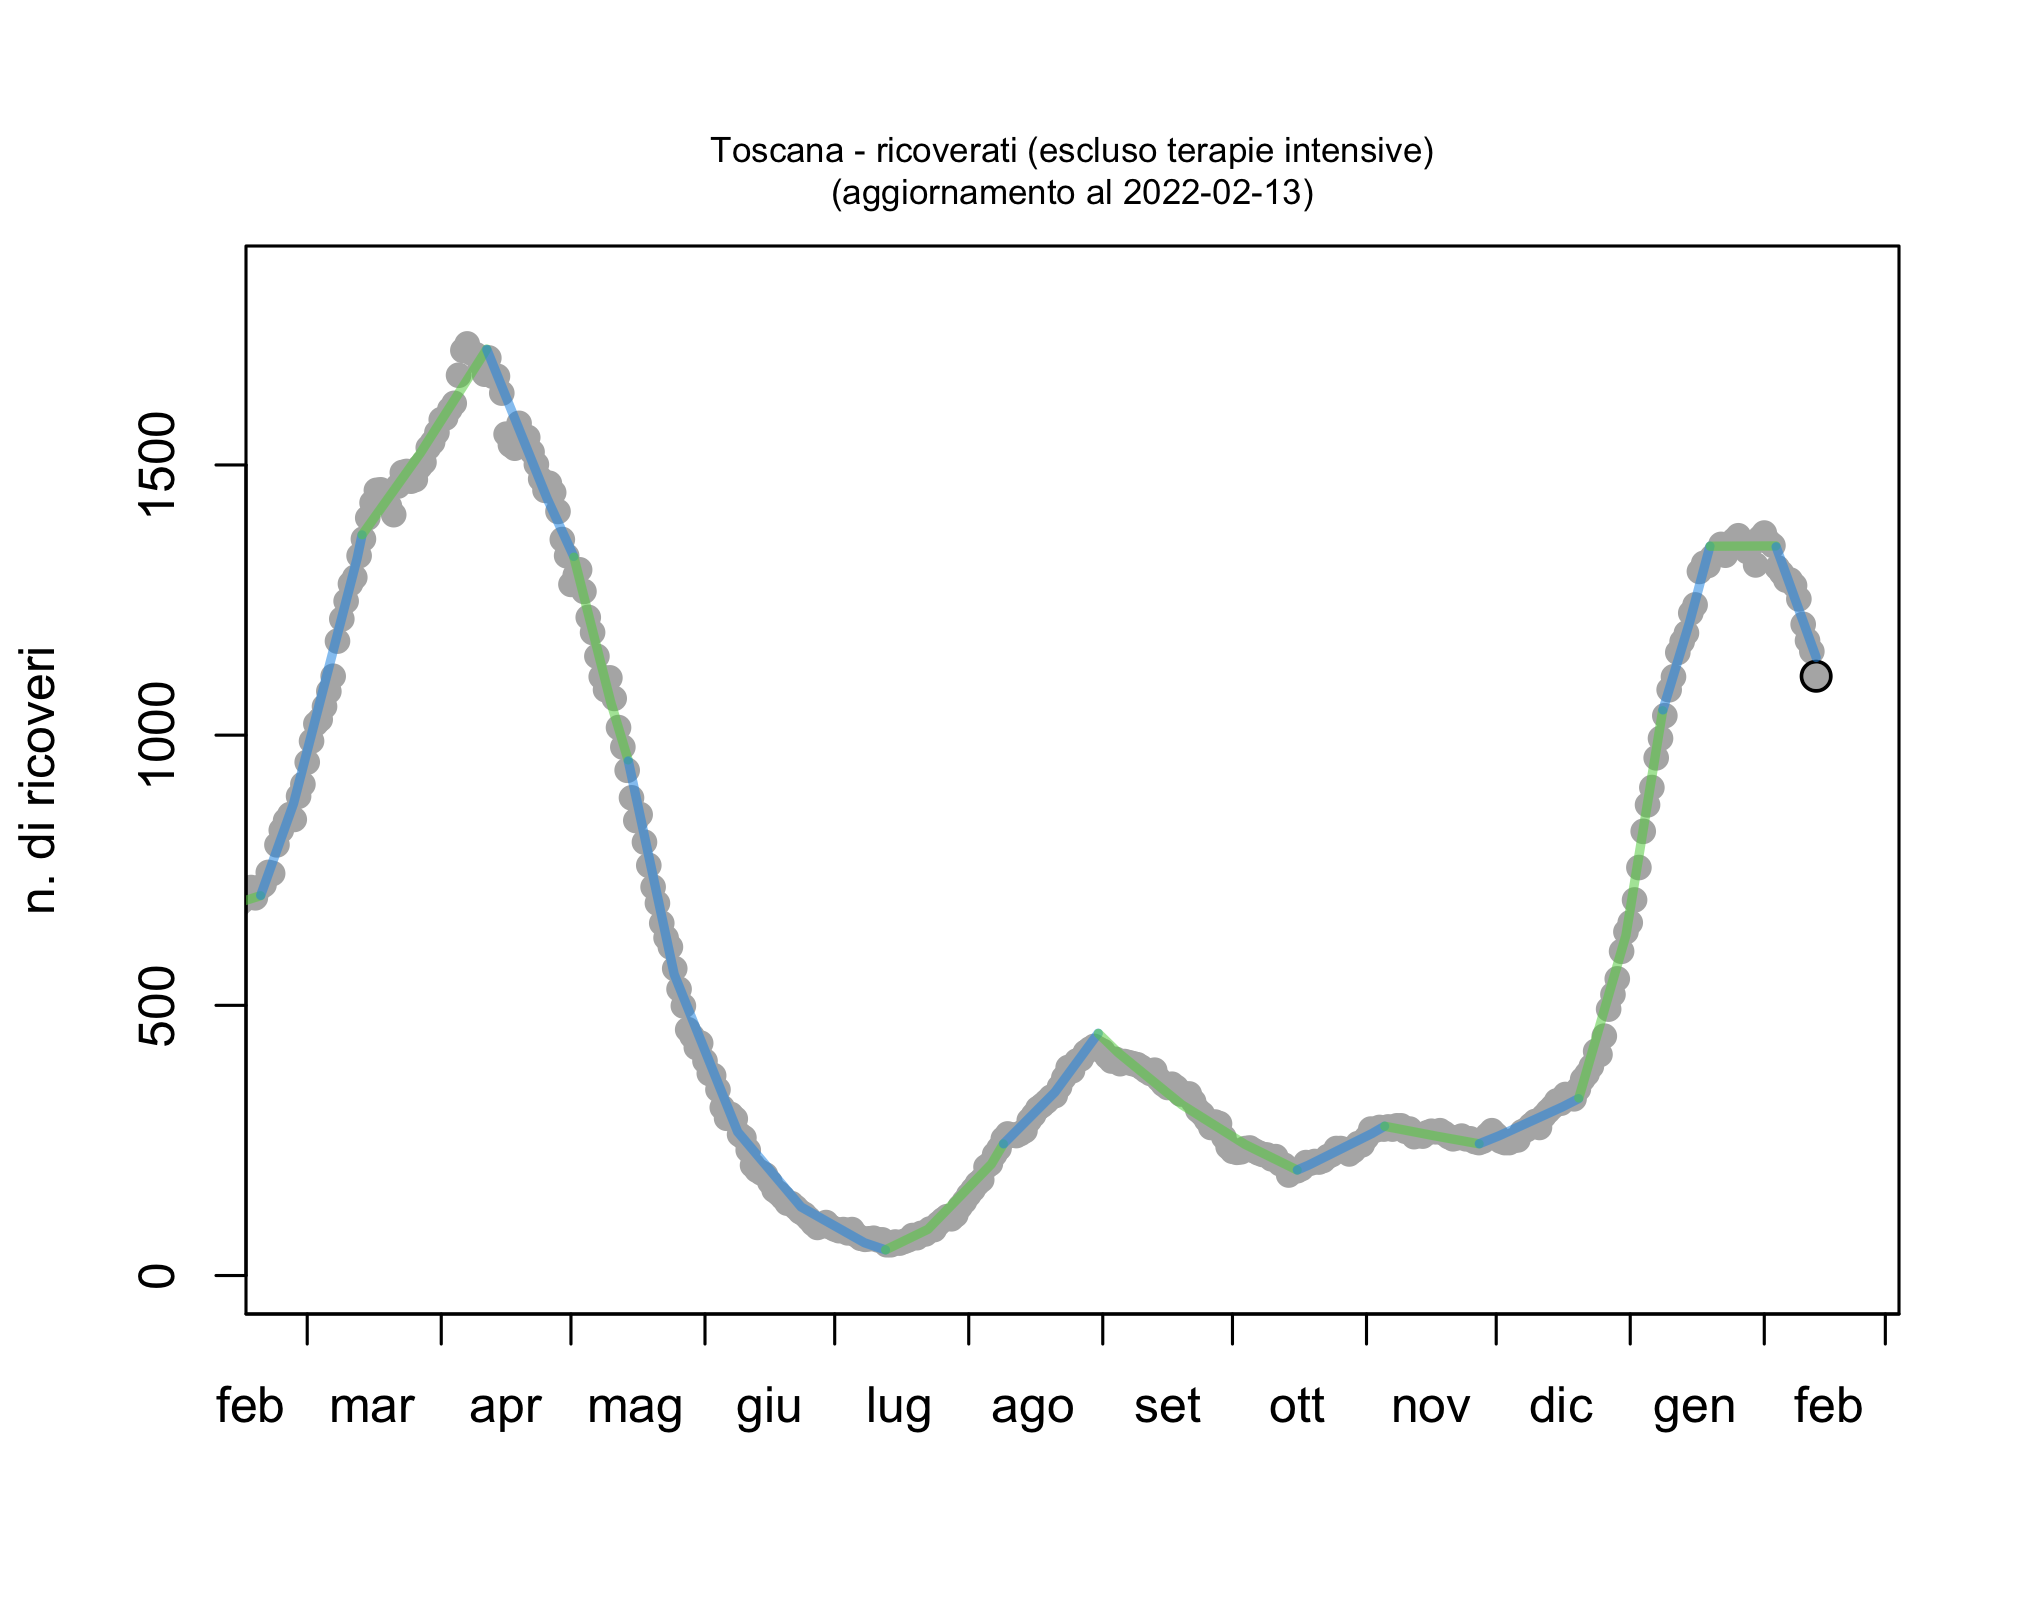 Toscana - ricoverati (escluso terapie intensive)
(aggiornamento al 2022-02-13)
n. di ricoveri
1500
1000
500
0
feb mar apr mag giu lug ago set ott nov dic gen feb